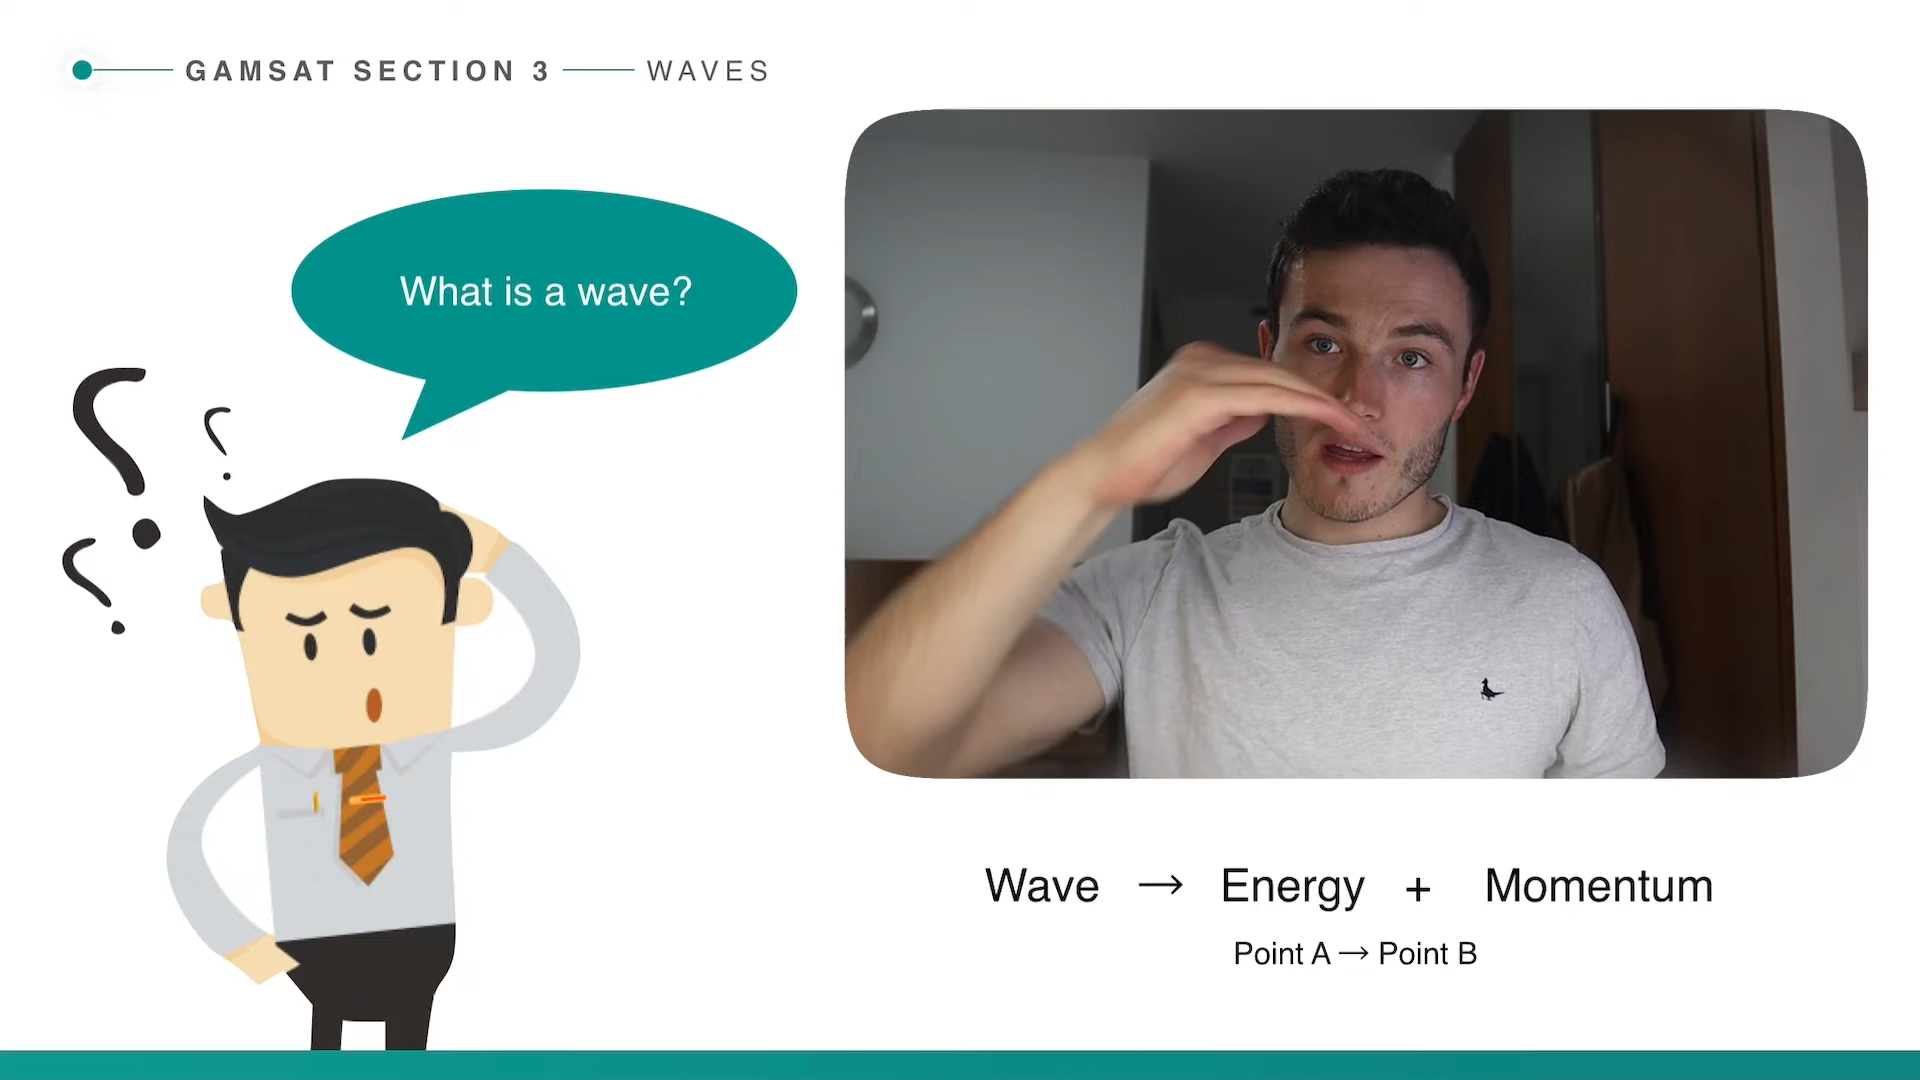 GAMSAT SECTION 3 — WAVES
What is a wave?
Wave → Energy + Momentum
Point A → Point B